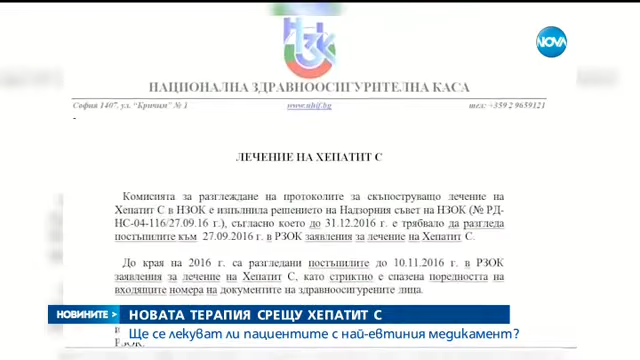 НЗОК
NOVA
НАЦИОНАЛНА ЗДРАВНООСИГУРИТЕЛНА КАСА
София 1407, ул. “Кричим” № 1 www.nhif.bg тел: +359 2 9659121
ЛЕЧЕНИЕ НА ХЕПАТИТ С
Комисията за разглеждане на протоколите за скъпоструващо лечение на
Хепатит С в НЗОК е изпълнила решението на Надзорния съвет на НЗОК (№ РД-
НС-04-116/27.09.16 г.), съгласно което до 31.12.2016 г. е трябвало да разгледа
постъпилите към 27.09.2016 г. в РЗОК заявления за лечение на Хепатит С.
До края на 2016 г. са разгледани постъпилите до 10.11.2016 г. в РЗОК
заявления за лечение на Хепатит С, като стриктно е спазена поредността на
входящите номера на документите на здравноосигурените лица.
РЗОК.
НОВИНИТЕ
НОВАТА ТЕРАПИЯ СРЕЩУ ХЕПАТИТ С
Ще се лекуват ли пациентите с най-евтиния медикамент?